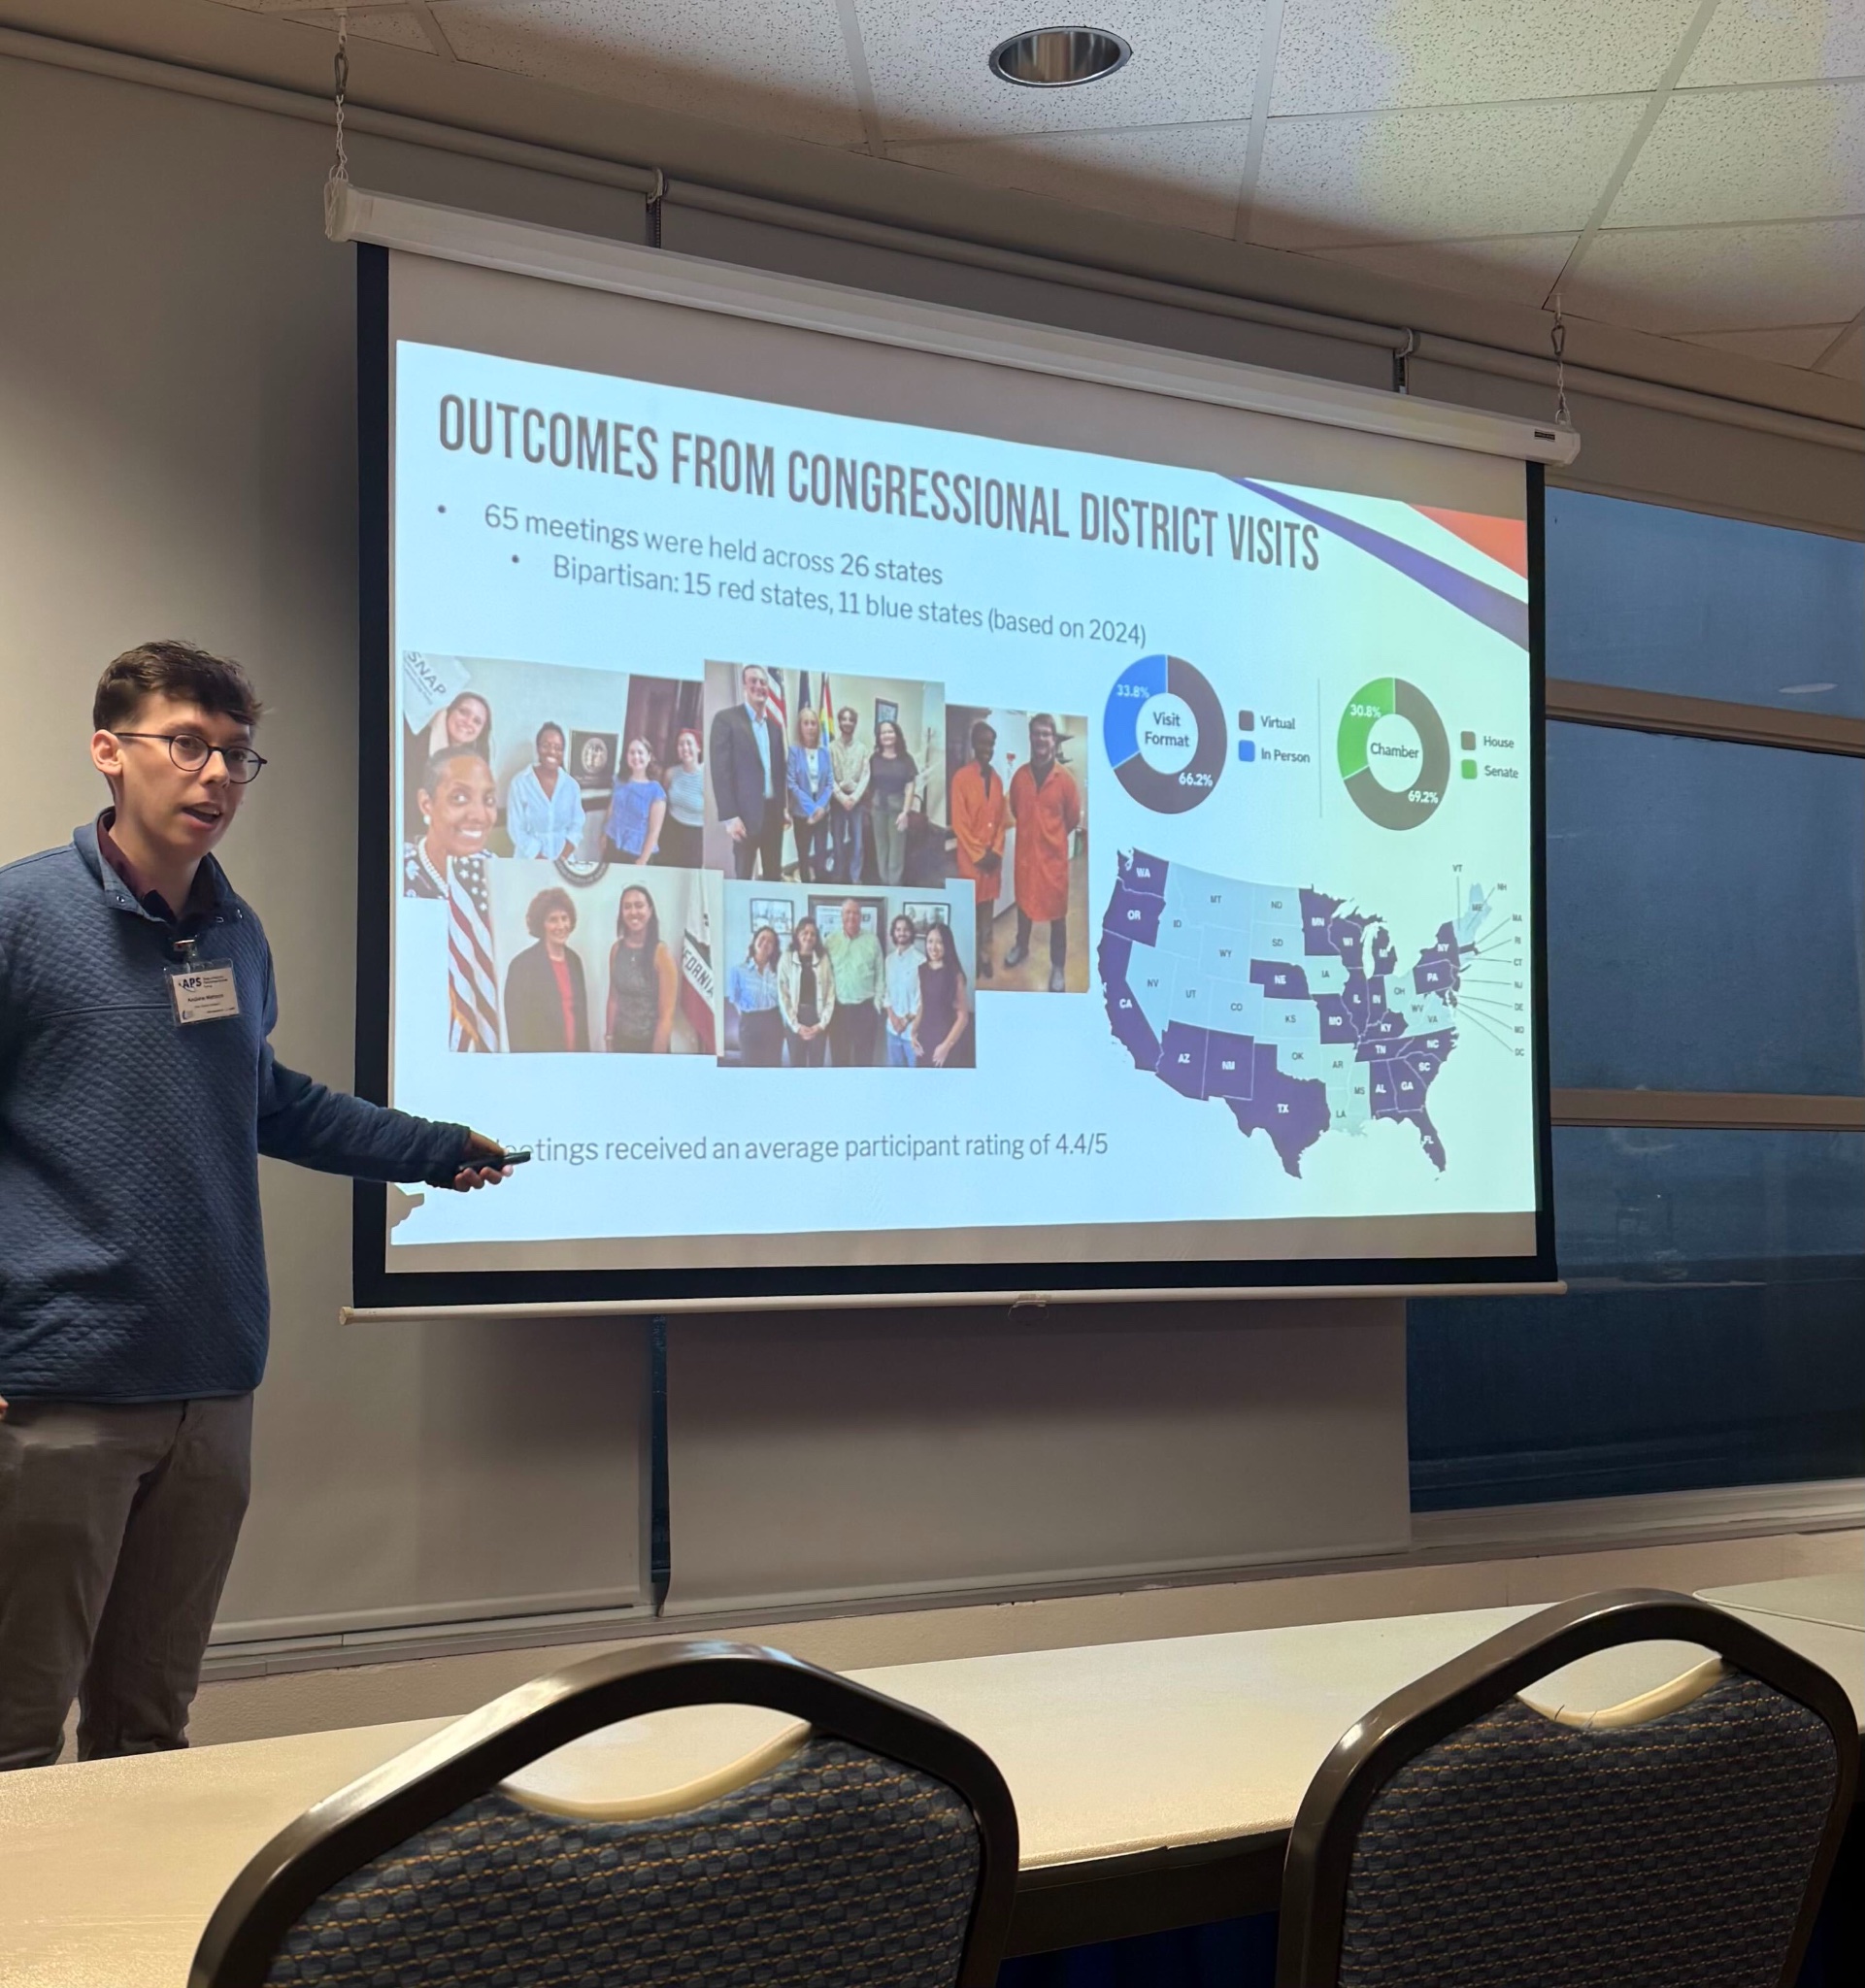 OUTCOMES FROM CONGRESSIONAL DISTRICT VISITS
• 65 meetings were held across 26 states
• Bipartisan: 15 red states, 11 blue states (based on 2024)
SNAP
FORNIA
33.8%
Visit
Format
66.2%
Virtual
In Person
30.8%
Chamber
69.2%
House
Senate
WA
OR
CA
MT
ID
WY
NV
UT
CO
AZ
NM
ND
SD
NE
KS
OK
TX
MN
IA
MO
AR
LA
WI
IL
IN
OH
KY
TN
MS
AL
GA
FL
SC
NC
VA
WV
PA
NY
VT
NH
ME
MA
RI
CT
NJ
DE
MD
DC
etings received an average participant rating of 4.4/5
APS